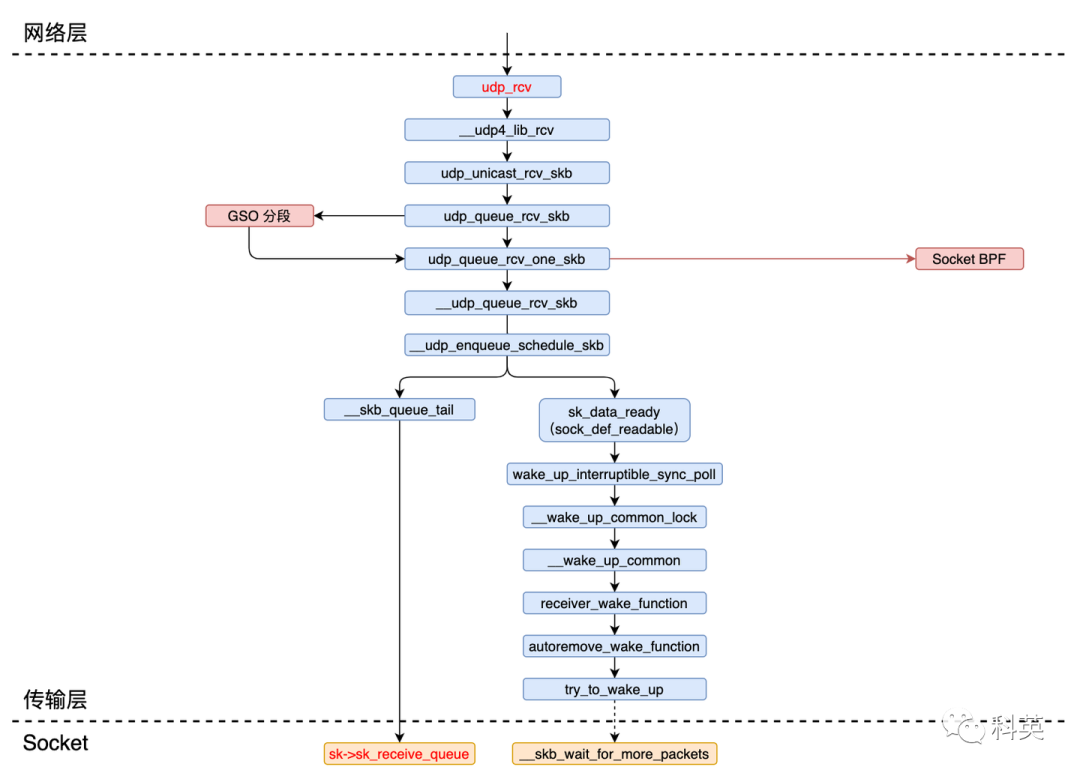 网络层
udp_rcv
__udp4_lib_rcv
udp_unicast_rcv_skb
GSO 分段
udp_queue_rcv_skb
udp_queue_rcv_one_skb
Socket BPF
__udp_queue_rcv_skb
__udp_enqueue_schedule_skb
__skb_queue_tail
sk_data_ready
（sock_def_readable）
wake_up_interruptible_sync_poll
__wake_up_common_lock
__wake_up_common
receiver_wake_function
autoremove_wake_function
try_to_wake_up
传输层
科英
Socket
sk->sk_receive_queue
__skb_wait_for_more_packets